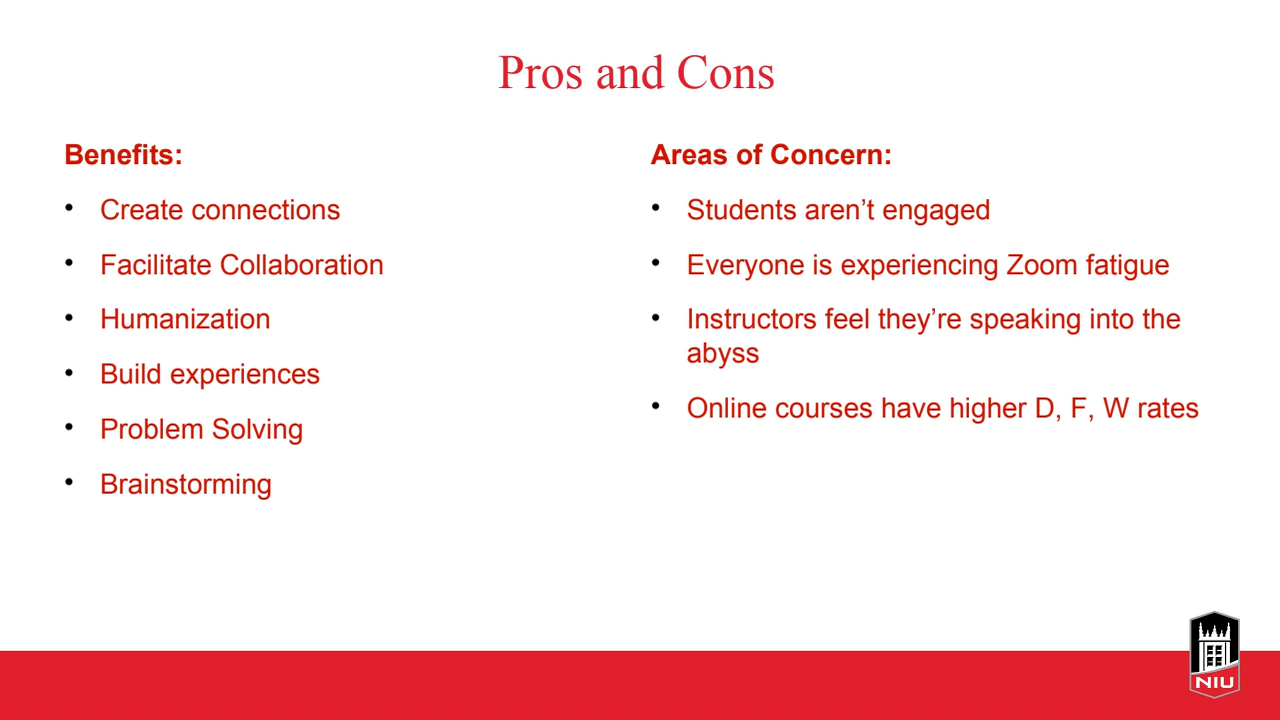 Pros and Cons
Benefits:
• Create connections
• Facilitate Collaboration
• Humanization
• Build experiences
• Problem Solving
• Brainstorming
Areas of Concern:
• Students aren’t engaged
• Everyone is experiencing Zoom fatigue
• Instructors feel they’re speaking into the
abyss
• Online courses have higher D, F, W rates
NIU